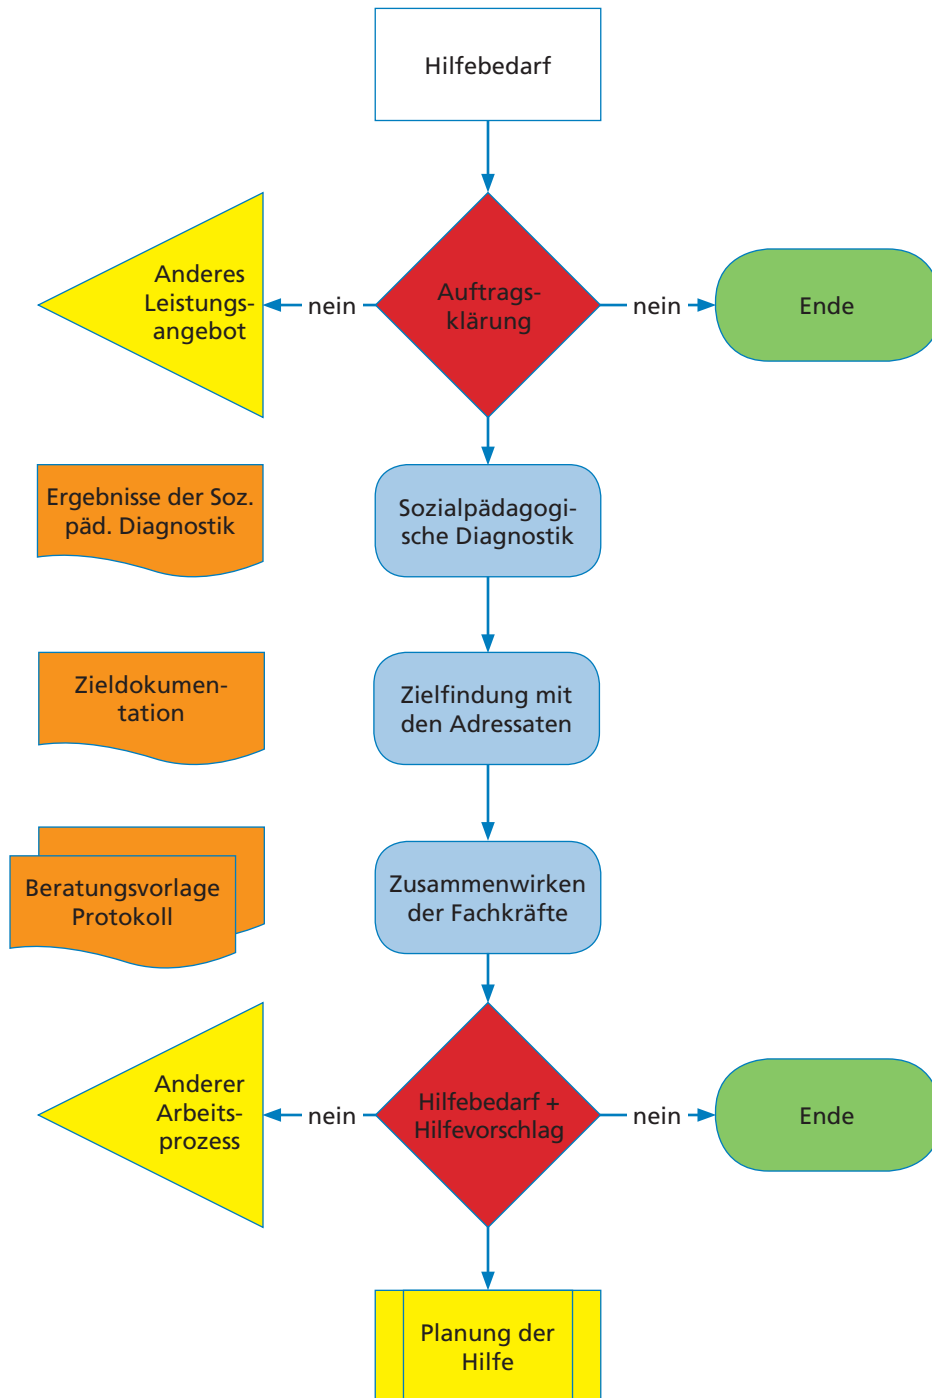 Hilfebedarf
Anderes
Leistungs-
angebot
nein
Auftrags-
klärung
nein
Ende
Ergebnisse der Soz.
päd. Diagnostik
Sozialpädagogi-
sche Diagnostik
Zieldokumen-
tation
Zielfindung mit
den Adressaten
Beratungsvorlage
Protokoll
Zusammenwirken
der Fachkräfte
Anderer
Arbeits-
prozess
nein
Hilfebedarf +
Hilfevorschlag
nein
Ende
Planung der
Hilfe